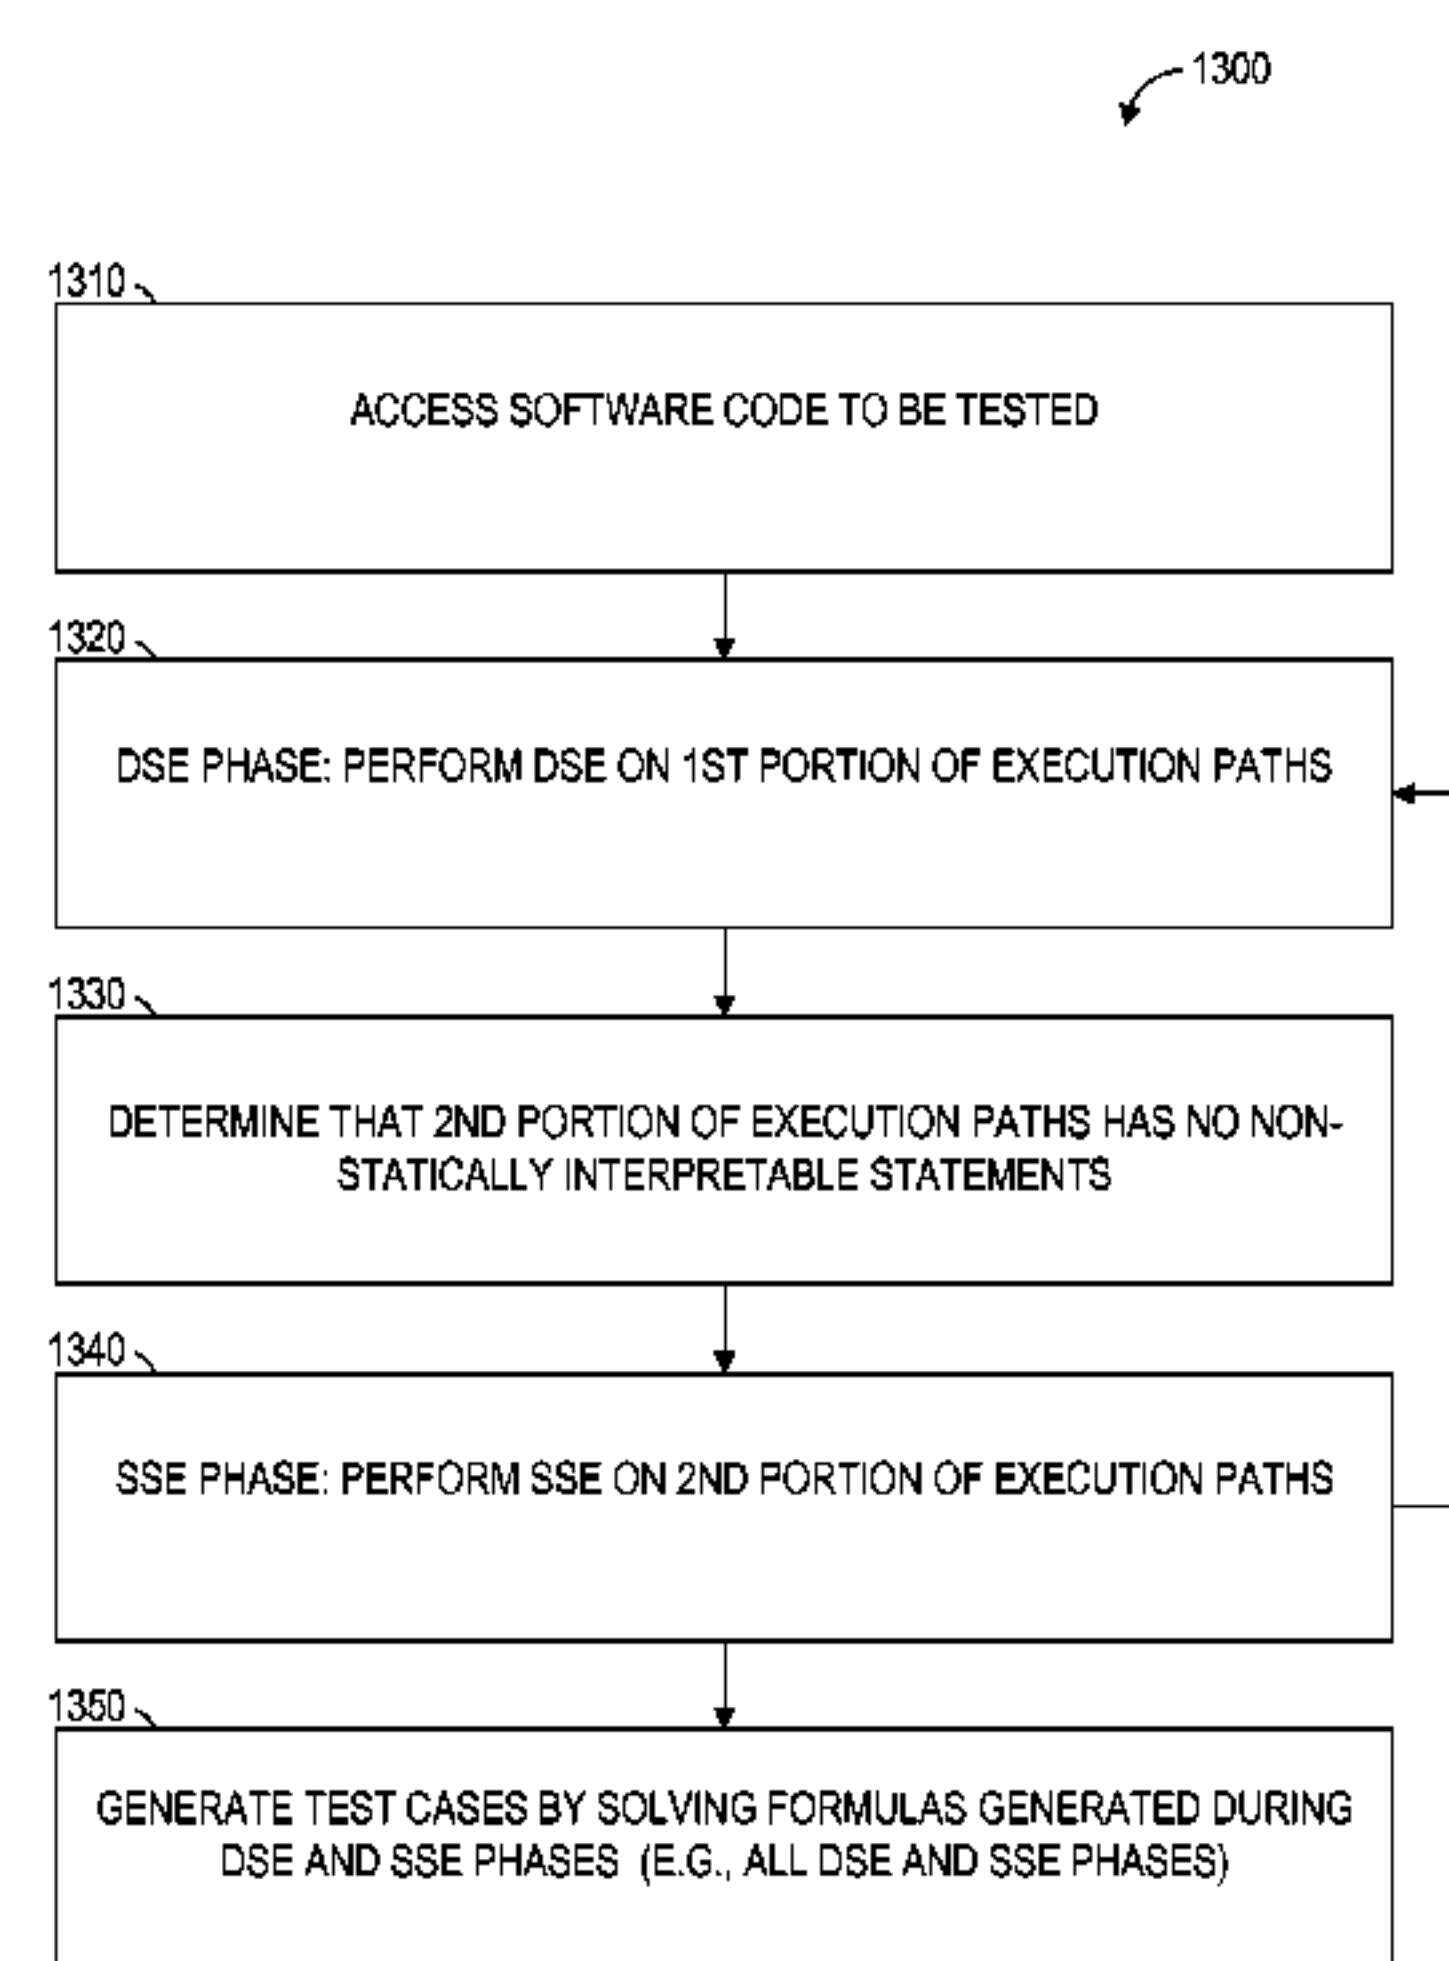 1300
1310
ACCESS SOFTWARE CODE TO BE TESTED
1320
DSE PHASE: PERFORM DSE ON 1ST PORTION OF EXECUTION PATHS
1330
DETERMINE THAT 2ND PORTION OF EXECUTION PATHS HAS NO NON-
STATICALLY INTERPRETABLE STATEMENTS
1340
SSE PHASE: PERFORM SSE ON 2ND PORTION OF EXECUTION PATHS
1350
GENERATE TEST CASES BY SOLVING FORMULAS GENERATED DURING
DSE AND SSE PHASES (E.G., ALL DSE AND SSE PHASES)